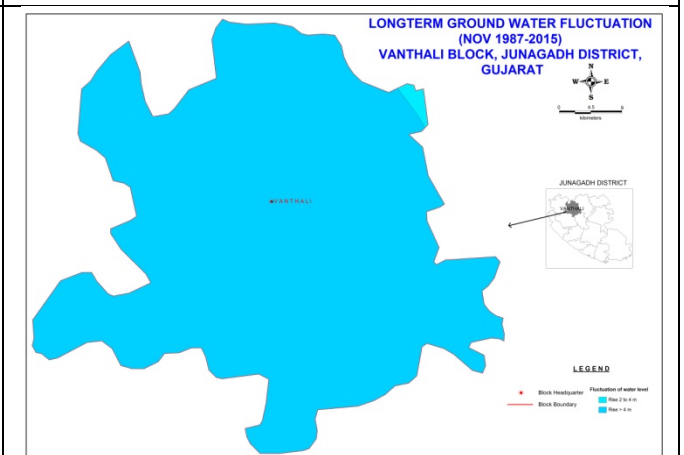 LONGTERM GROUND WATER FLUCTUATION
(NOV 1987-2015)
VANTHALI BLOCK, JUNAGADH DISTRICT,
GUJARAT
N
W E
S
0 4.5 9
kilometers
VANTHALI
JUNAGADH DISTRICT
VANTHALI
LEGEND
Block Headquarter
Block Boundary
Fluctuation of water level
Rise 2 to 4 m
Rise > 4 m